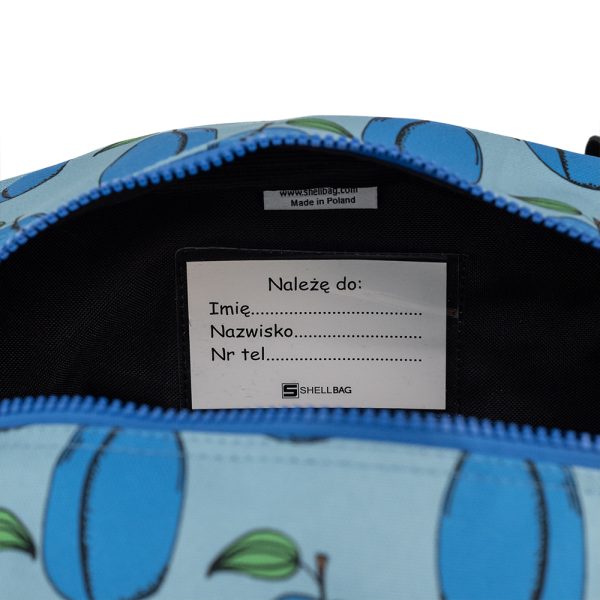 www.shellbag.com
Made in Poland
Należę do:
Imię......................................
Nazwisko............................
Nr tel...................................
S SHELLBAG